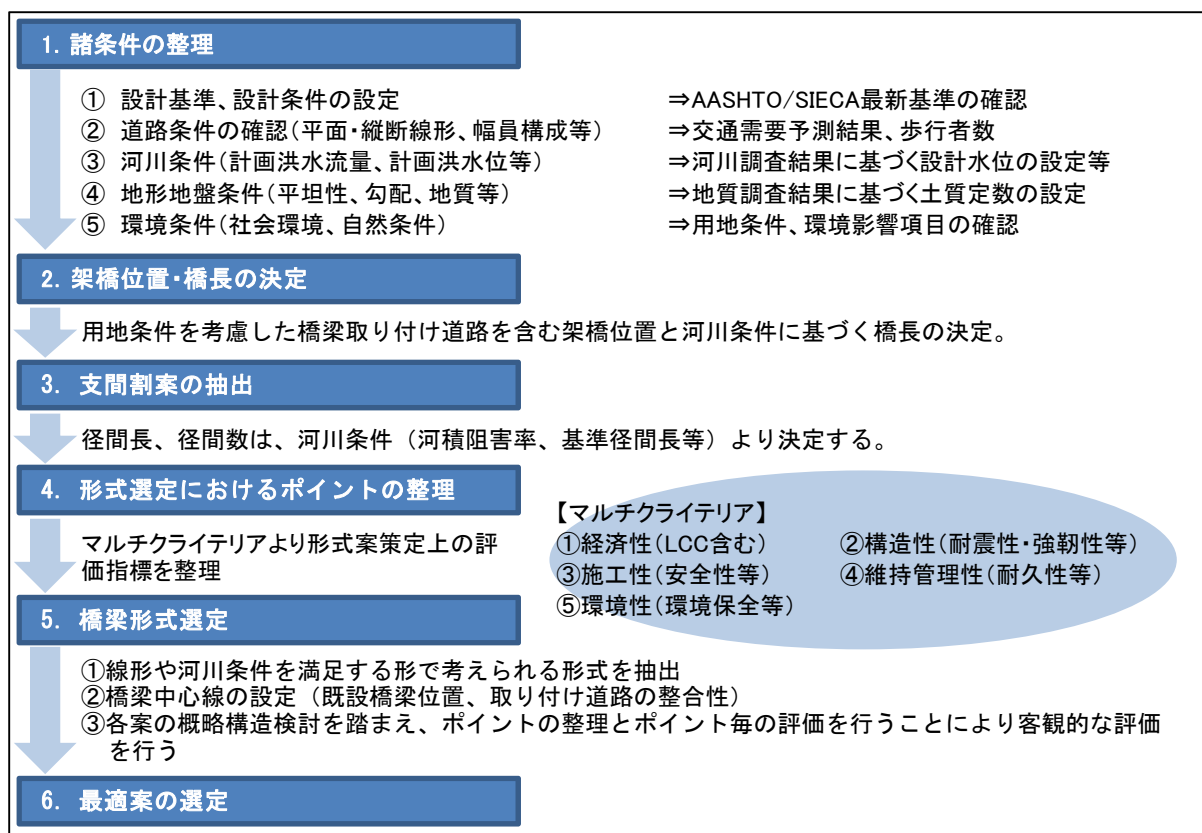 1. 諸条件の整理
① 設計基準、設計条件の設定 ⇒AASHTO/SIECA最新基準の確認
② 道路条件の確認(平面・縦断線形、幅員構成等) ⇒交通需要予測結果、歩行者数
③ 河川条件(計画洪水流量、計画洪水位等) ⇒河川調査結果に基づく設計水位の設定等
④ 地形地盤条件(平坦性、勾配、地質等) ⇒地質調査結果に基づく土質定数の設定
⑤ 環境条件(社会環境、自然条件) ⇒用地条件、環境影響項目の確認
2. 架橋位置・橋長の決定
用地条件を考慮した橋梁取り付け道路を含む架橋位置と河川条件に基づく橋長の決定。
3. 支間割案の抽出
径間長、径間数は、河川条件（河積阻害率、基準径間長等）より決定する。
4. 形式選定におけるポイントの整理
マルチクライテリアより形式案策定上の評
価指標を整理
【マルチクライテリア】
①経済性(LCC含む) ②構造性(耐震性・強靭性等)
③施工性(安全性等) ④維持管理性(耐久性等)
⑤環境性(環境保全等)
5. 橋梁形式選定
①線形や河川条件を満足する形で考えられる形式を抽出
②橋梁中心線の設定（既設橋梁位置、取り付け道路の整合性）
③各案の概略構造検討を踏まえ、ポイントの整理とポイント毎の評価を行うことにより客観的な評価
を行う
6. 最適案の選定